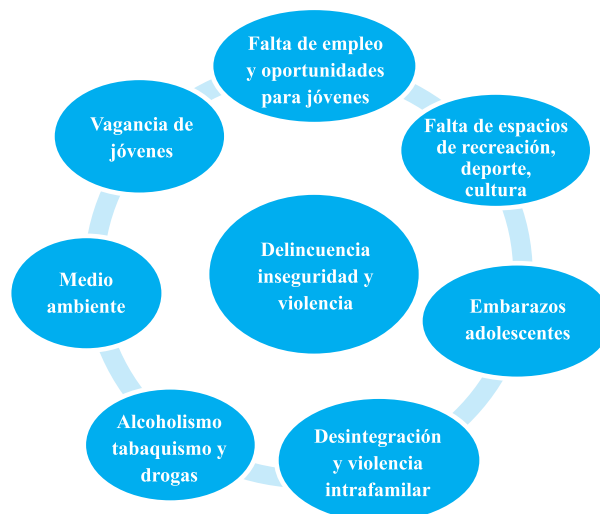 Falta de empleo
y oportunidades
para jóvenes
Falta de espacios
de recreación,
deporte,
cultura
Embarazos
adolescentes
Desintegración
y violencia
intrafamilar
Alcoholismo
tabaquismo y
drogas
Medio
ambiente
Vagancia de
jóvenes
Delincuencia
inseguridad y
violencia